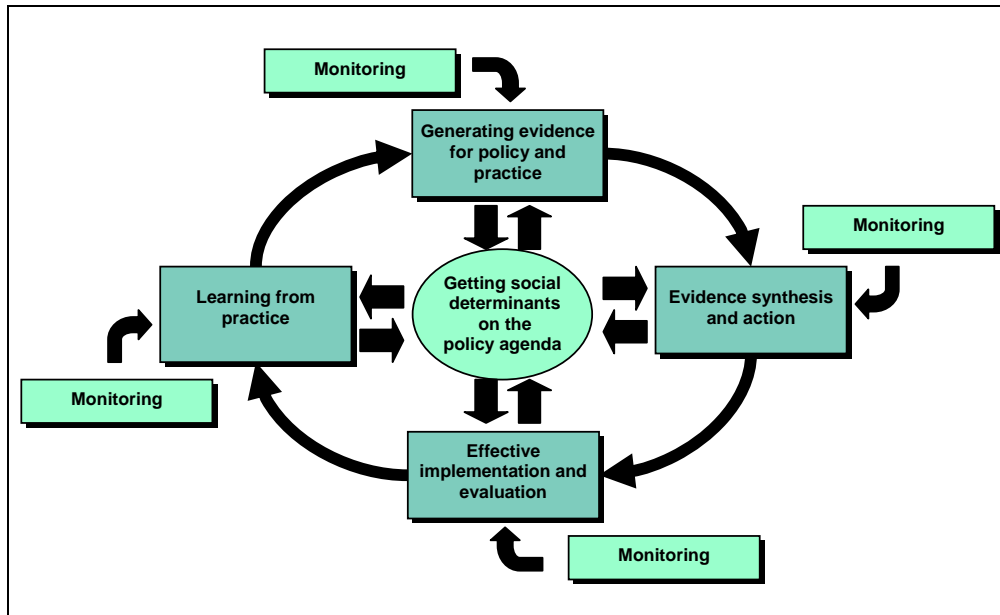 Monitoring
Generating evidence
for policy and
practice
Monitoring
Getting social
determinants
on the
policy agenda
Learning from
practice
Evidence synthesis
and action
Monitoring
Effective
implementation and
evaluation
Monitoring